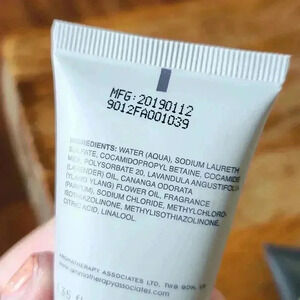 MFG:20190112
9012FA001039
INGREDIENTS: WATER (AQUA), SODIUM LAURETH
SULFATE, COCAMIDOPROPYL BETAINE, COCAMIDE
MEA, POLYSORBATE 20, LAVANDULA ANGUSTIFOLIA
(LAVENDER) OIL, CANANGA ODORATA
(YLANG YLANG) FLOWER OIL, FRAGRANCE
(PARFUM), SODIUM CHLORIDE, METHYLCHLORO-
ISOTHIAZOLINONE, METHYLISOTHIAZOLINONE,
CITRIC ACID, LINALOOL
AROMATHERAPY ASSOCIATES LTD. TW8
www.aromatherapyassociates.com